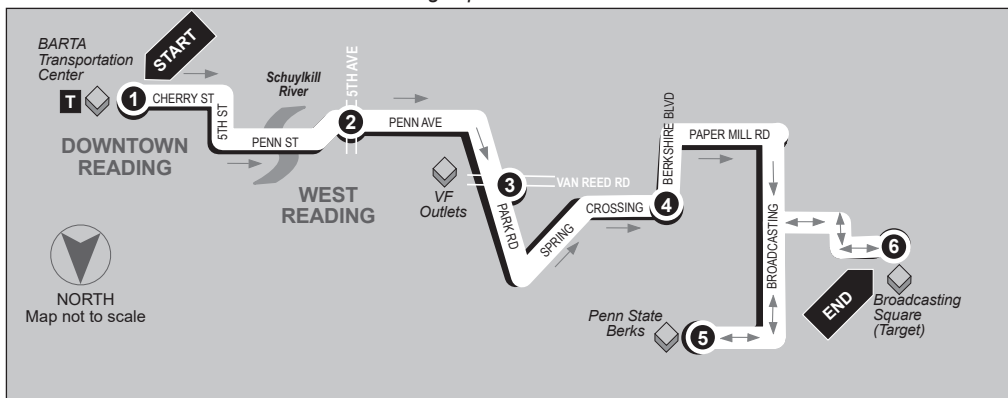 BARTA
Transportation
Center
START
T
1
CHERRY ST
5TH ST
PENN ST
DOWNTOWN
READING
Schuylkill
River
5TH AVE
2
PENN AVE
WEST
READING
VF
Outlets
3
VAN REED RD
PARK RD
SPRING
CROSSING
4
BERKSHIRE BLVD
PAPER MILL RD
BROADCASTING
6
END
Broadcasting
Square
(Target)
Penn State
Berks
5
NORTH
Map not to scale